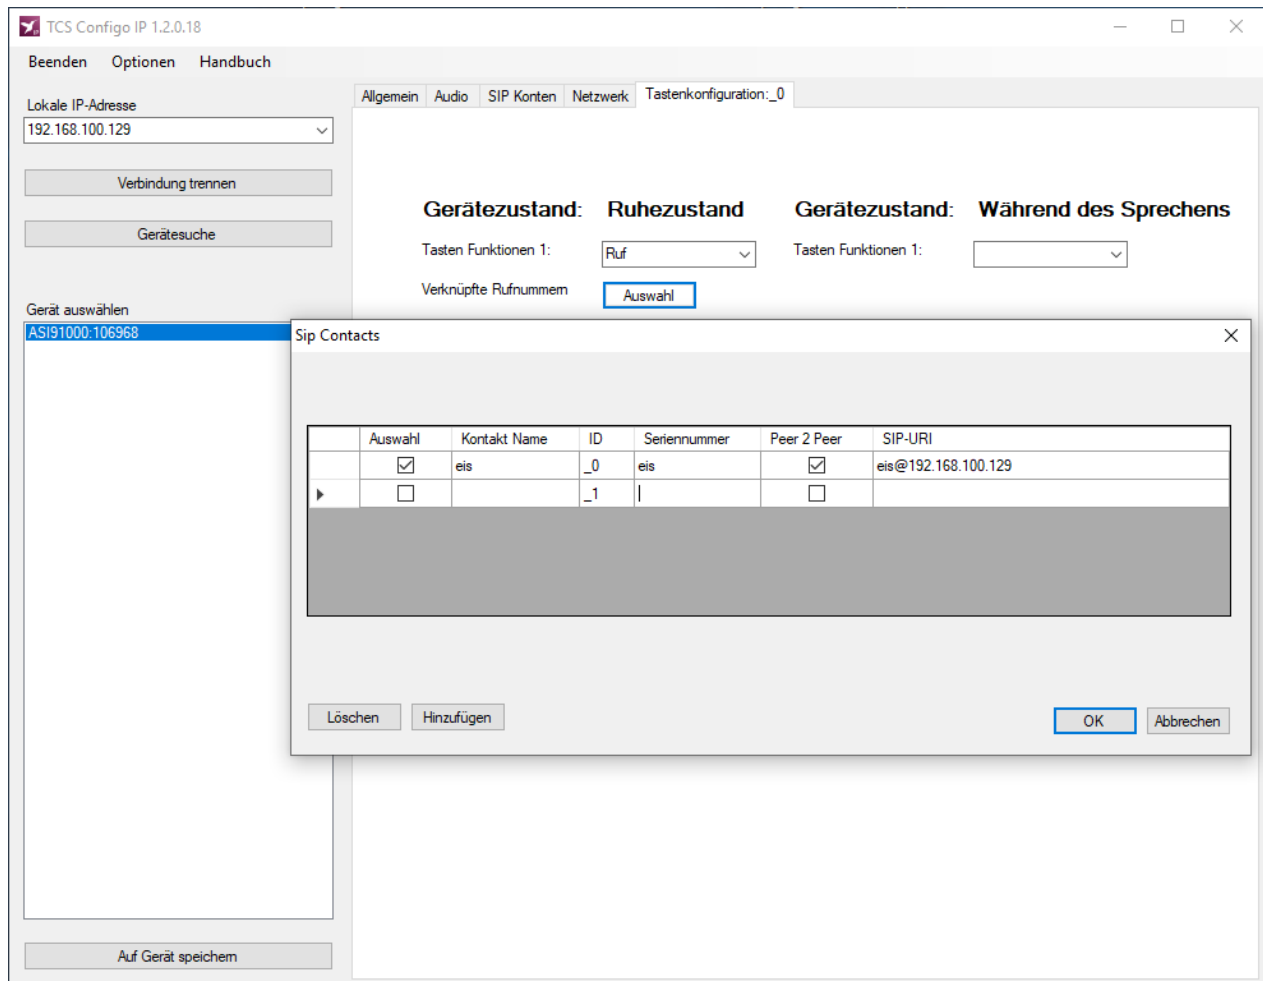 TCS Configo IP 1.2.0.18
Beenden Optionen Handbuch
Lokale IP-Adresse
192.168.100.129
Verbindung trennen
Gerätesuche
Gerät auswählen
ASI91000:106968
Auf Gerät speichern
Allgemein Audio SIP Konten Netzwerk Tastenkonfiguration:_0
Gerätezustand: Ruhezustand Gerätezustand: Während des Sprechens
Tasten Funktionen 1: Ruf Tasten Funktionen 1:
Verknüpfte Rufnummern Auswahl
Sip Contacts
Auswahl Kontakt Name ID Seriennummer Peer 2 Peer SIP-URI
eis _0 eis eis@192.168.100.129
_1
Löschen Hinzufügen OK Abbrechen